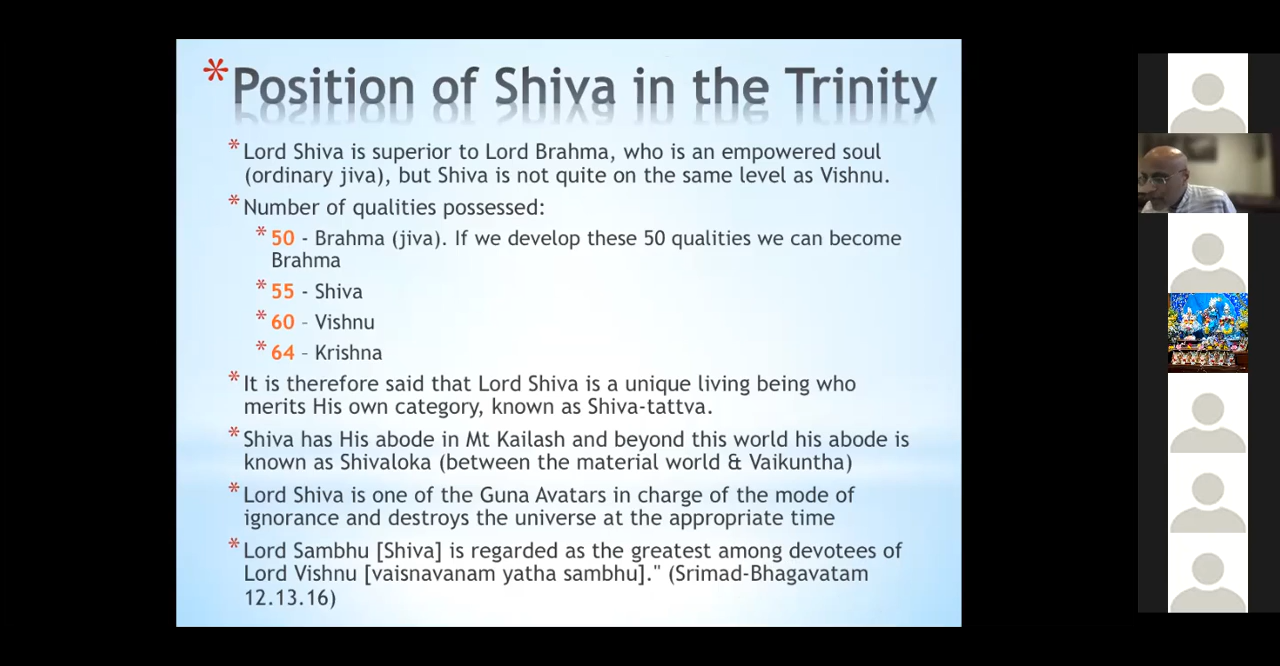 * Position of Shiva in the Trinity
* Lord Shiva is superior to Lord Brahma, who is an empowered soul
(ordinary jiva), but Shiva is not quite on the same level as Vishnu.
* Number of qualities possessed:
* 50 - Brahma (jiva). If we develop these 50 qualities we can become
Brahma
* 55 - Shiva
* 60 – Vishnu
* 64 – Krishna
* It is therefore said that Lord Shiva is a unique living being who
merits His own category, known as Shiva-tattva.
* Shiva has His abode in Mt Kailash and beyond this world his abode is
known as Shivaloka (between the material world & Vaikuntha)
* Lord Shiva is one of the Guna Avatars in charge of the mode of
ignorance and destroys the universe at the appropriate time
* Lord Sambhu [Shiva] is regarded as the greatest among devotees of
Lord Vishnu [vaisnavanam yatha sambhu]." (Srimad-Bhagavatam
12.13.16)